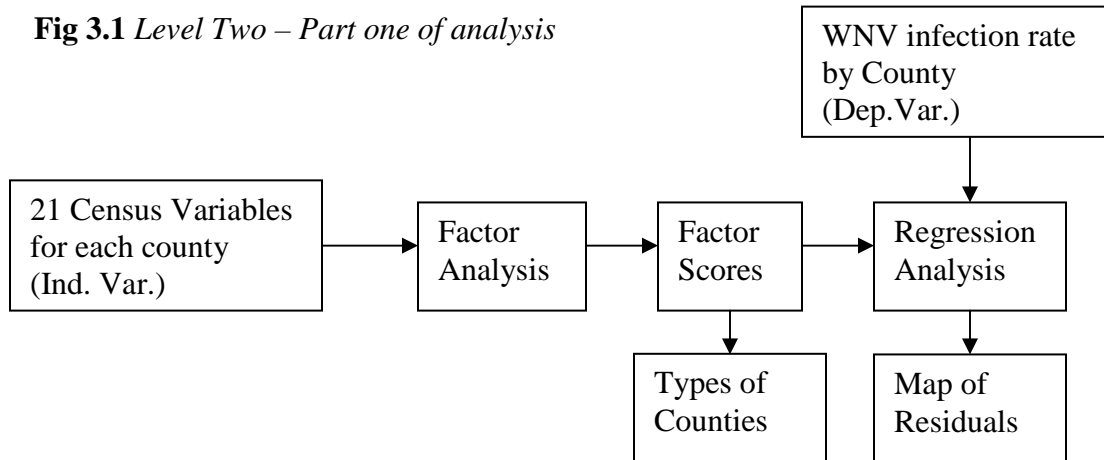 Fig 3.1 Level Two – Part one of analysis
WNV infection rate
by County
(Dep.Var.)
21 Census Variables
for each county
(Ind. Var.)
Factor
Analysis
Factor
Scores
Regression
Analysis
Types of
Counties
Map of
Residuals